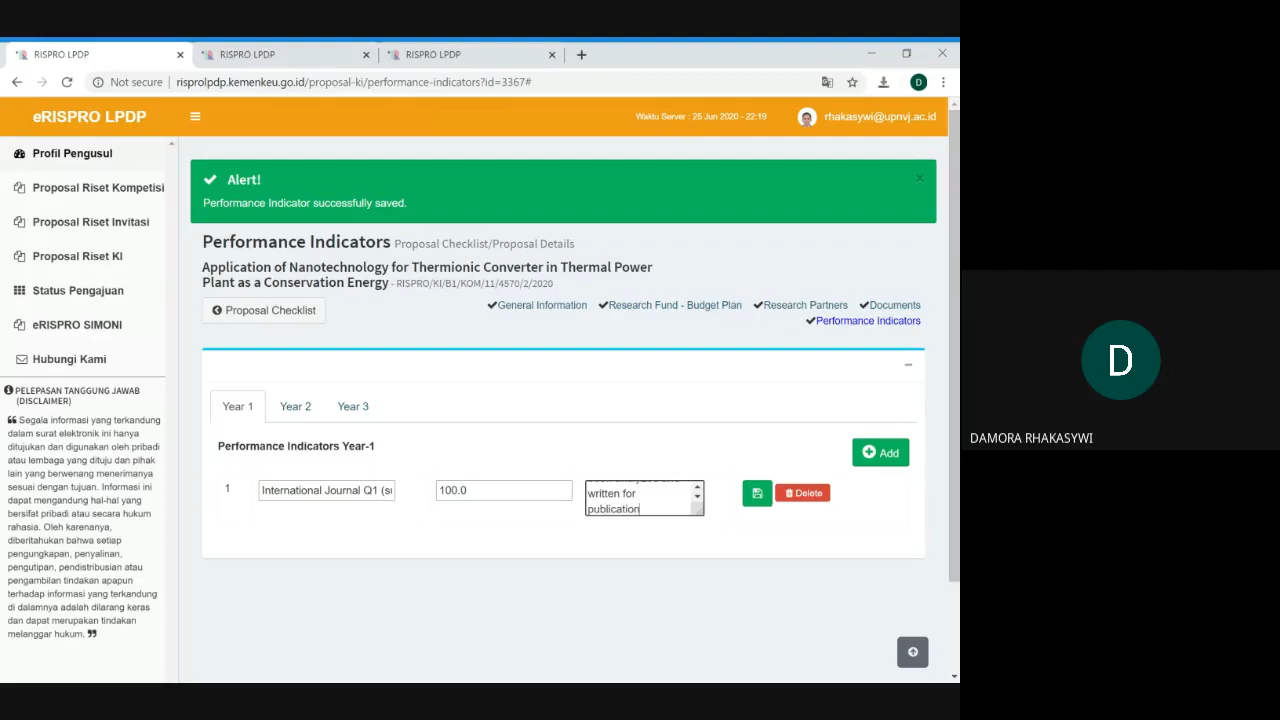 RISPRO LPDP
RISPRO LPDP
RISPRO LPDP
Not secure | risprolpdp.kemenkeu.go.id/proposal-ki/performance-indicators?id=3367#
D
eRISPRO LPDP
Waktu Server : 25 Jun 2020 - 22:19
rhakasywi@upnvj.ac.id
Profil Pengusul
Proposal Riset Kompetisi
Proposal Riset Invitasi
Proposal Riset KI
Status Pengajuan
eRISPRO SIMONI
Hubungi Kami
PELEPASAN TANGGUNG JAWAB
(DISCLAIMER)
Segala informasi yang terkandung
dalam surat elektronik ini hanya
ditujukan dan digunakan oleh pribadi
atau lembaga yang dituju dan pihak
lain yang berwenang menerimanya
sesuai dengan tujuan. Informasi ini
dapat mengandung hal-hal yang
bersifat pribadi atau secara hukum
rahasia. Oleh karenanya,
diberitahukan bahwa setiap
pengungkapan, penyalinan,
pengutipan, pendistribusian atau
pengambilan tindakan apapun
terhadap informasi yang terkandung
di dalamnya adalah dilarang keras
dan dapat merupakan tindakan
melanggar hukum.
Alert!
Performance Indicator successfully saved.
Performance Indicators Proposal Checklist/Proposal Details
Application of Nanotechnology for Thermionic Converter in Thermal Power
Plant as a Conservation Energy - RISPRO/KI/B1/KOM/11/4570/2/2020
Proposal Checklist
General Information Research Fund - Budget Plan Research Partners Documents
Performance Indicators
Year 1 Year 2 Year 3
Performance Indicators Year-1
Add
1 International Journal Q1 (s 100.0
written for
publication
Delete
D
DAMORA RHAKASYWI